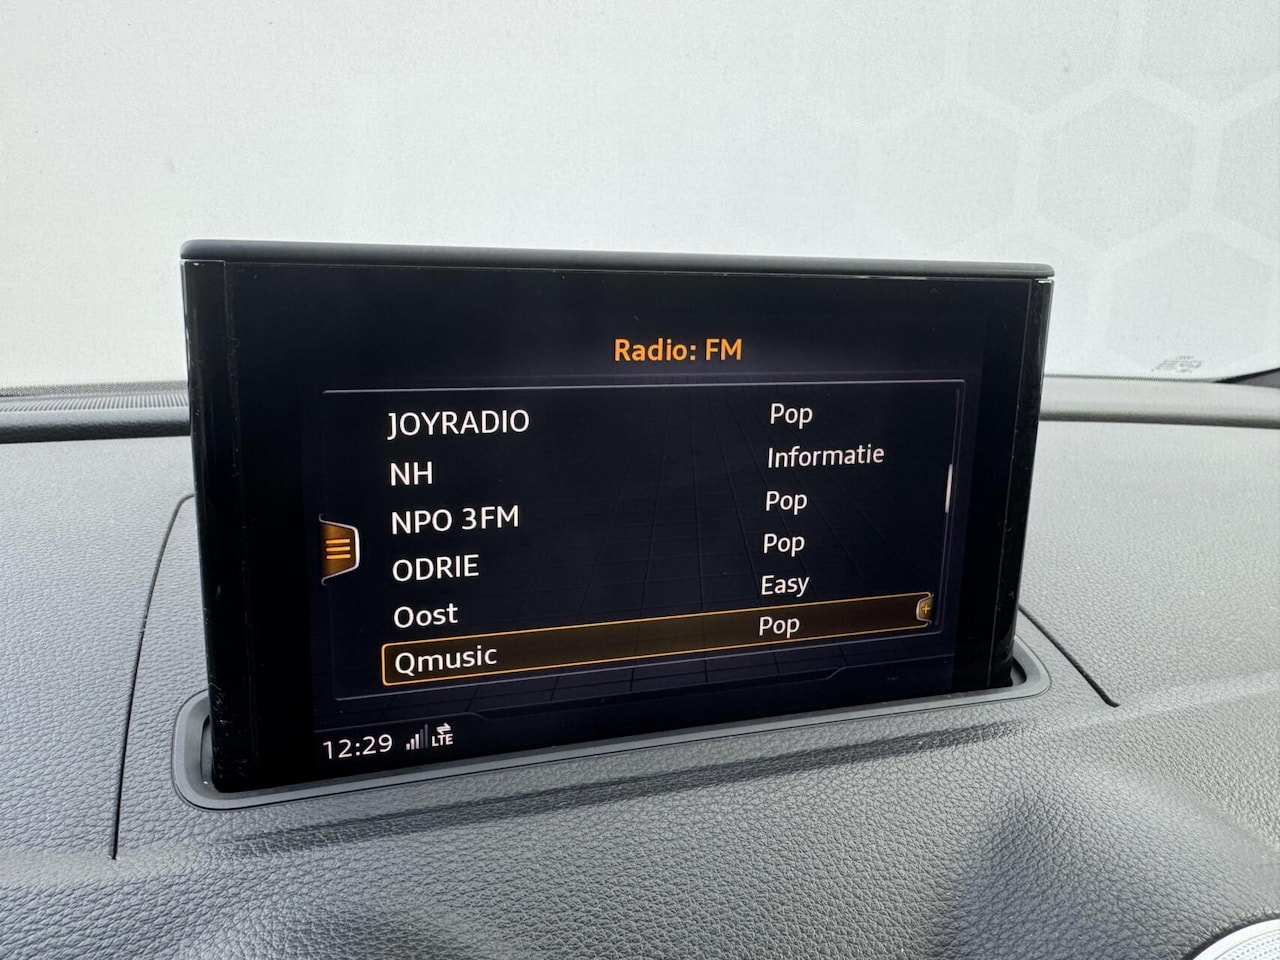 Radio: FM
JOYRADIO Pop
NH Informatie
NPO 3FM Pop
ODRIE Pop
Oost Easy
Qmusic Pop
12:29 LTE